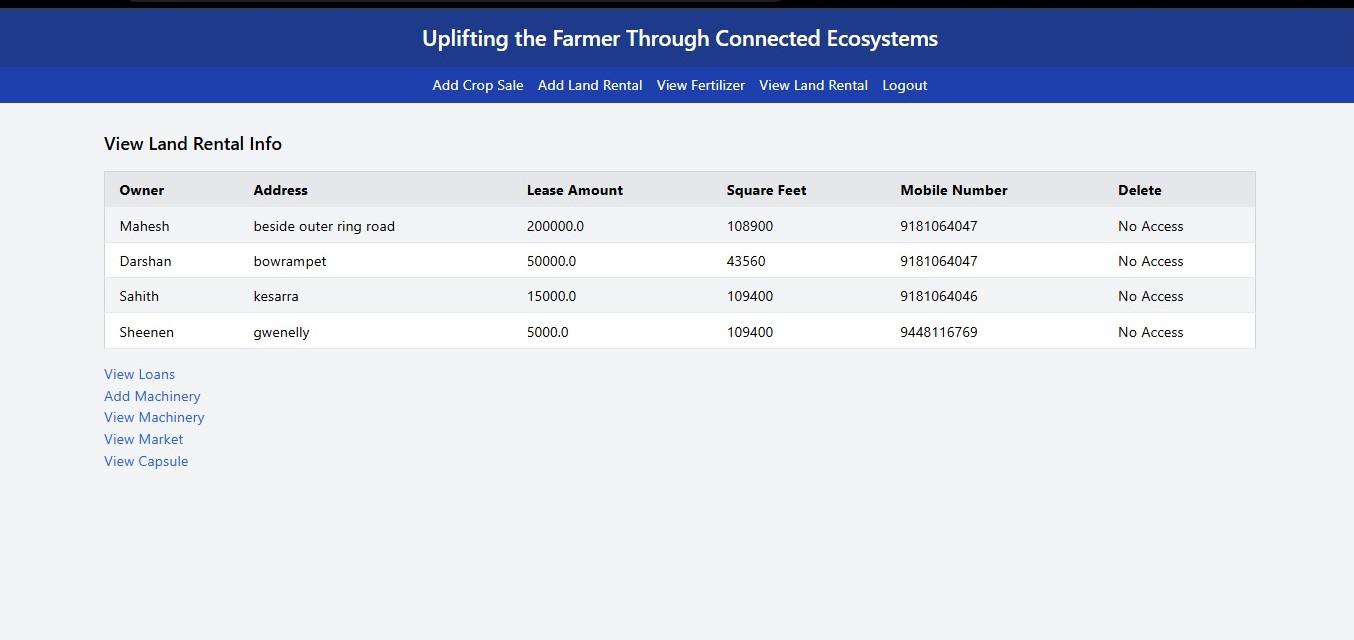 Uplifting the Farmer Through Connected Ecosystems
Add Crop Sale Add Land Rental View Fertilizer View Land Rental Logout
View Land Rental Info
Owner Address Lease Amount Square Feet Mobile Number Delete
Mahesh beside outer ring road 200000.0 108900 9181064047 No Access
Darshan bowrampet 50000.0 43560 9181064047 No Access
Sahith kesarra 15000.0 109400 9181064046 No Access
Sheenen gwenelly 5000.0 109400 9448116769 No Access
View Loans
Add Machinery
View Machinery
View Market
View Capsule